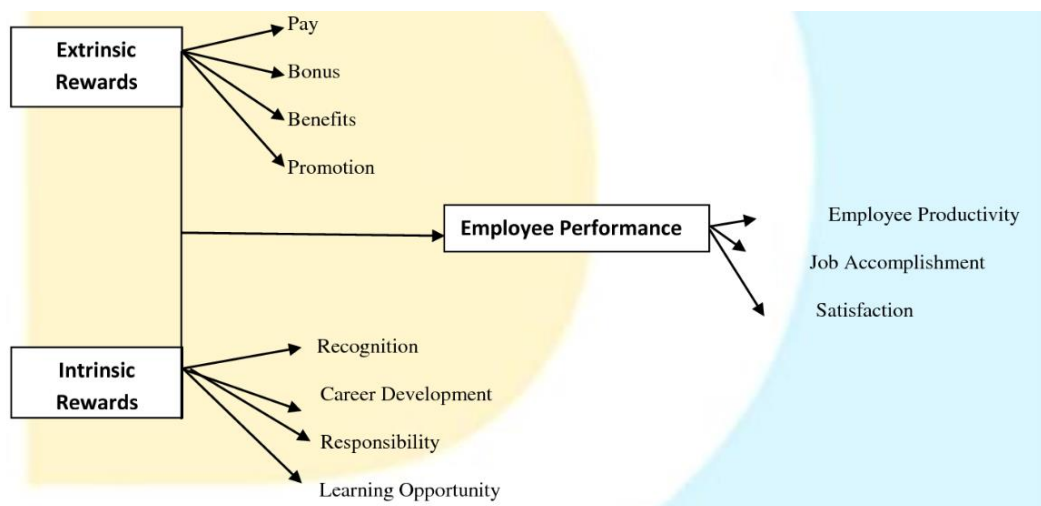 Extrinsic
Rewards
Pay
Bonus
Benefits
Promotion
Employee Performance
Employee Productivity
Job Accomplishment
Satisfaction
Intrinsic
Rewards
Recognition
Career Development
Responsibility
Learning Opportunity